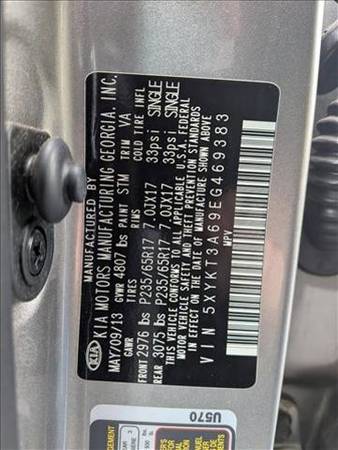 MANUFACTURED BY
KIA KIA MOTORS MANUFACTURING GEORGIA, INC.
MAY/09/13 GVWR 4807 lbs PAINT STM TRIM VA
GAWR TIRES RIMS COLD TIRE INFL
FRONT 2976 lbs P235/65R17 7.0JX17 33psi SINGLE
REAR 3075 lbs P235/65R17 7.0JX17 33psi SINGLE
THIS VEHICLE CONFORMS TO ALL APPLICABLE U.S. FEDERAL
MOTOR VEHICLE SAFETY AND THEFT PREVENTION STANDARDS
IN EFFECT ON THE DATE OF MANUFACTURE SHOWN ABOVE
VIN 5XYKT3A69EG469383
MPV
U570